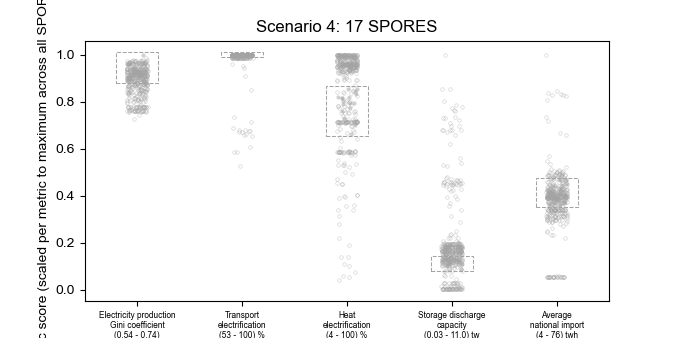 Scenario 4: 17 SPORES
score (scaled per metric to maximum across all
1.0
0.8
0.6
0.4
0.2
0.0
Electricity production
Gini coefficient
(0.54 - 0.74)
Transport
electrification
(53 - 100) %
Heat
electrification
(4 - 100) %
Storage discharge
capacity
(0.03 - 11.0) tw
Average
national import
(4 - 76) twh